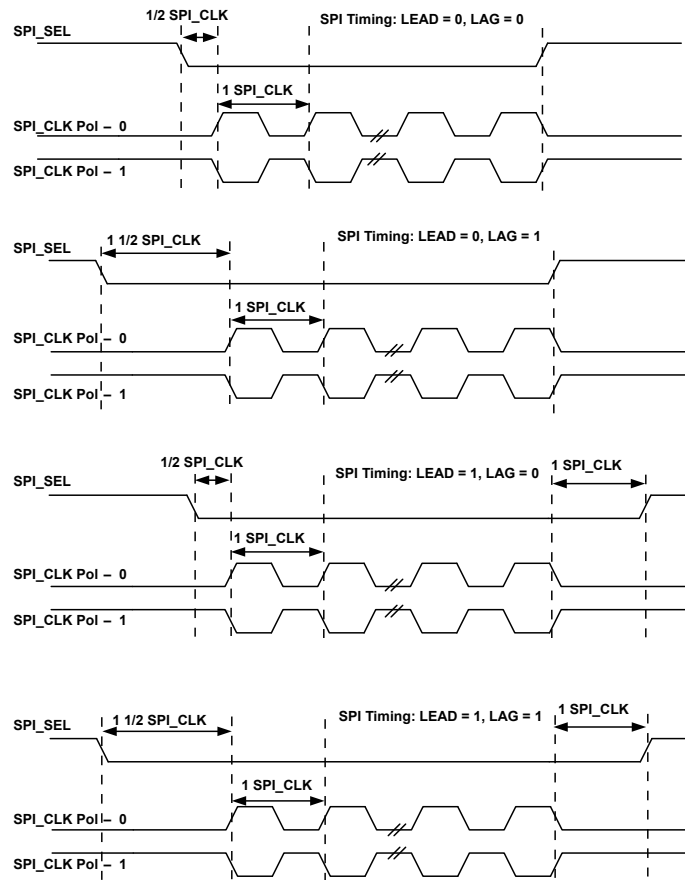 1/2 SPI_CLK
SPI Timing: LEAD = 0, LAG = 0
SPI_SEL
1 SPI_CLK
SPI_CLK Pol – 0
SPI_CLK Pol – 1
1 1/2 SPI_CLK
SPI Timing: LEAD = 0, LAG = 1
SPI_SEL
1 SPI_CLK
SPI_CLK Pol – 0
SPI_CLK Pol – 1
1/2 SPI_CLK
SPI Timing: LEAD = 1, LAG = 0
1 SPI_CLK
SPI_SEL
1 SPI_CLK
SPI_CLK Pol – 0
SPI_CLK Pol – 1
1 1/2 SPI_CLK
SPI Timing: LEAD = 1, LAG = 1
1 SPI_CLK
SPI_SEL
1 SPI_CLK
SPI_CLK Pol – 0
SPI_CLK Pol – 1